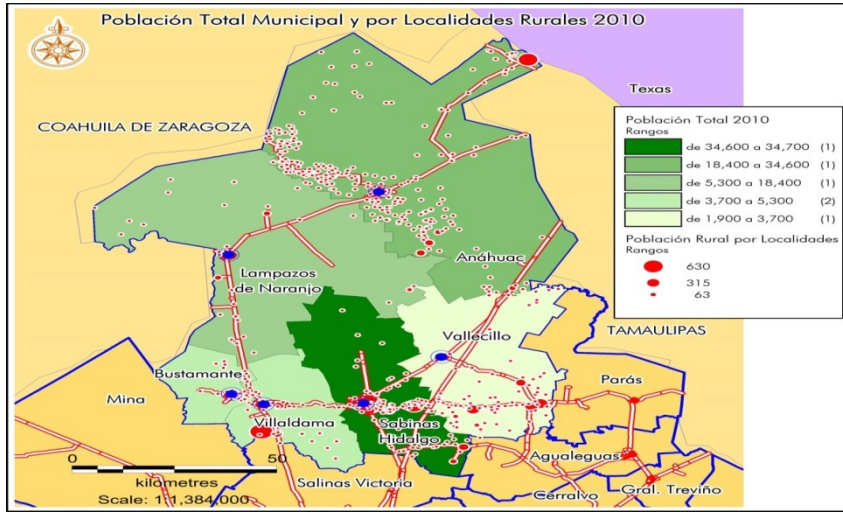 Población Total Municipal y por Localidades Rurales 2010
Texas
COAHUILA DE ZARAGOZA
Población Total 2010
Rangos
de 34,600 a 34,700 (1)
de 18,400 a 34,600 (1)
de 5,300 a 18,400 (1)
de 3,700 a 5,300 (2)
de 1,900 a 3,700 (1)
Población Rural por Localidades
Rangos
630
315
63
Anáhuac
Lampazos
de Naranjo
Vallecillo
TAMAULIPAS
Bustamante
Mina
Parás
Villaldama
Sabinas
Hidalgo
0
50
kilometres
Scale: 1:1,384,000
Salinas Victoria
Agualeguas
Cerralvo
Gral. Treviño